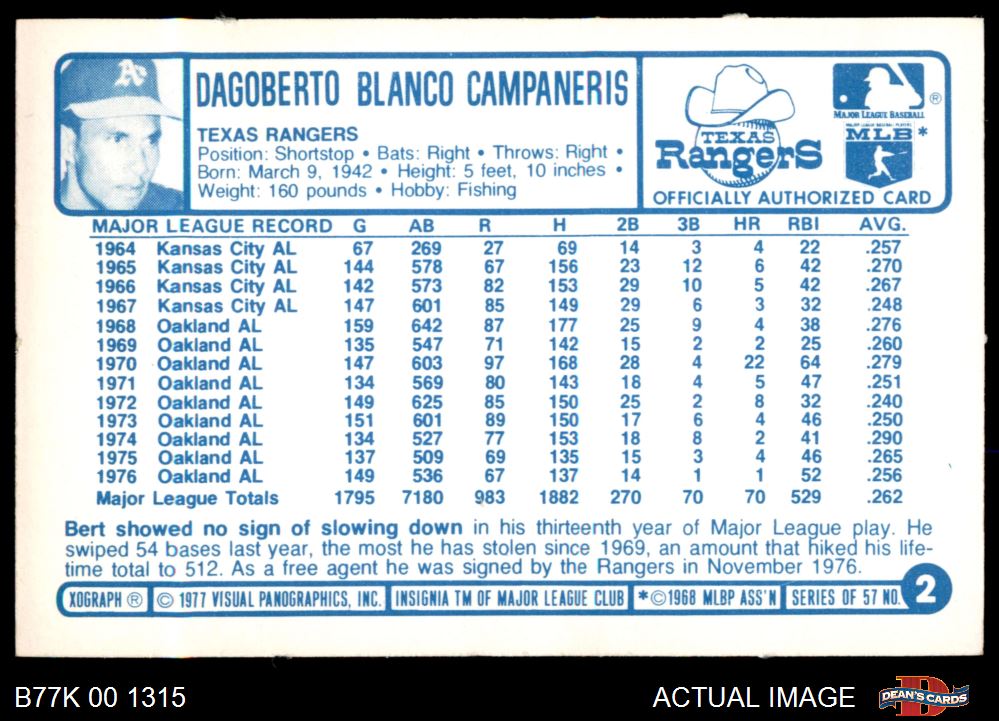 A's
DAGOBERTO BLANCO CAMPANERIS
TEXAS RANGERS
Position: Shortstop • Bats: Right • Throws: Right •
Born: March 9, 1942 • Height: 5 feet, 10 inches •
Weight: 160 pounds • Hobby: Fishing
TEXAS
Rangers
®
MAJOR LEAGUE BASEBALL
MAJOR LEAGUE BASEBALL PLAYERS
MLB *
OFFICIALLY AUTHORIZED CARD
MAJOR LEAGUE RECORD G AB R H 2B 3B HR RBI AVG.
1964 Kansas City AL 67 269 27 69 14 3 4 22 .257
1965 Kansas City AL 144 578 67 156 23 12 6 42 .270
1966 Kansas City AL 142 573 82 153 29 10 5 42 .267
1967 Kansas City AL 147 601 85 149 29 6 3 32 .248
1968 Oakland AL 159 642 87 177 25 9 4 38 .276
1969 Oakland AL 135 547 71 142 15 2 2 25 .260
1970 Oakland AL 147 603 97 168 28 4 22 64 .279
1971 Oakland AL 134 569 80 143 18 4 5 47 .251
1972 Oakland AL 149 625 85 150 25 2 8 32 .240
1973 Oakland AL 151 601 89 150 17 6 4 46 .250
1974 Oakland AL 134 527 77 153 18 8 2 41 .290
1975 Oakland AL 137 509 69 135 15 3 4 46 .265
1976 Oakland AL 149 536 67 137 14 1 1 52 .256
Major League Totals 1795 7180 983 1882 270 70 70 529 .262
Bert showed no sign of slowing down in his thirteenth year of Major League play. He
swiped 54 bases last year, the most he has stolen since 1969, an amount that hiked his life-
time total to 512. As a free agent he was signed by the Rangers in November 1976.
XOGRAPH ® © 1977 VISUAL PANOGRAPHICS, INC. INSIGNIA TM OF MAJOR LEAGUE CLUB *©1968 MLBP ASS'N SERIES OF 57 NO. 2
B77K 00 1315 ACTUAL IMAGE DEAN'S CARDS